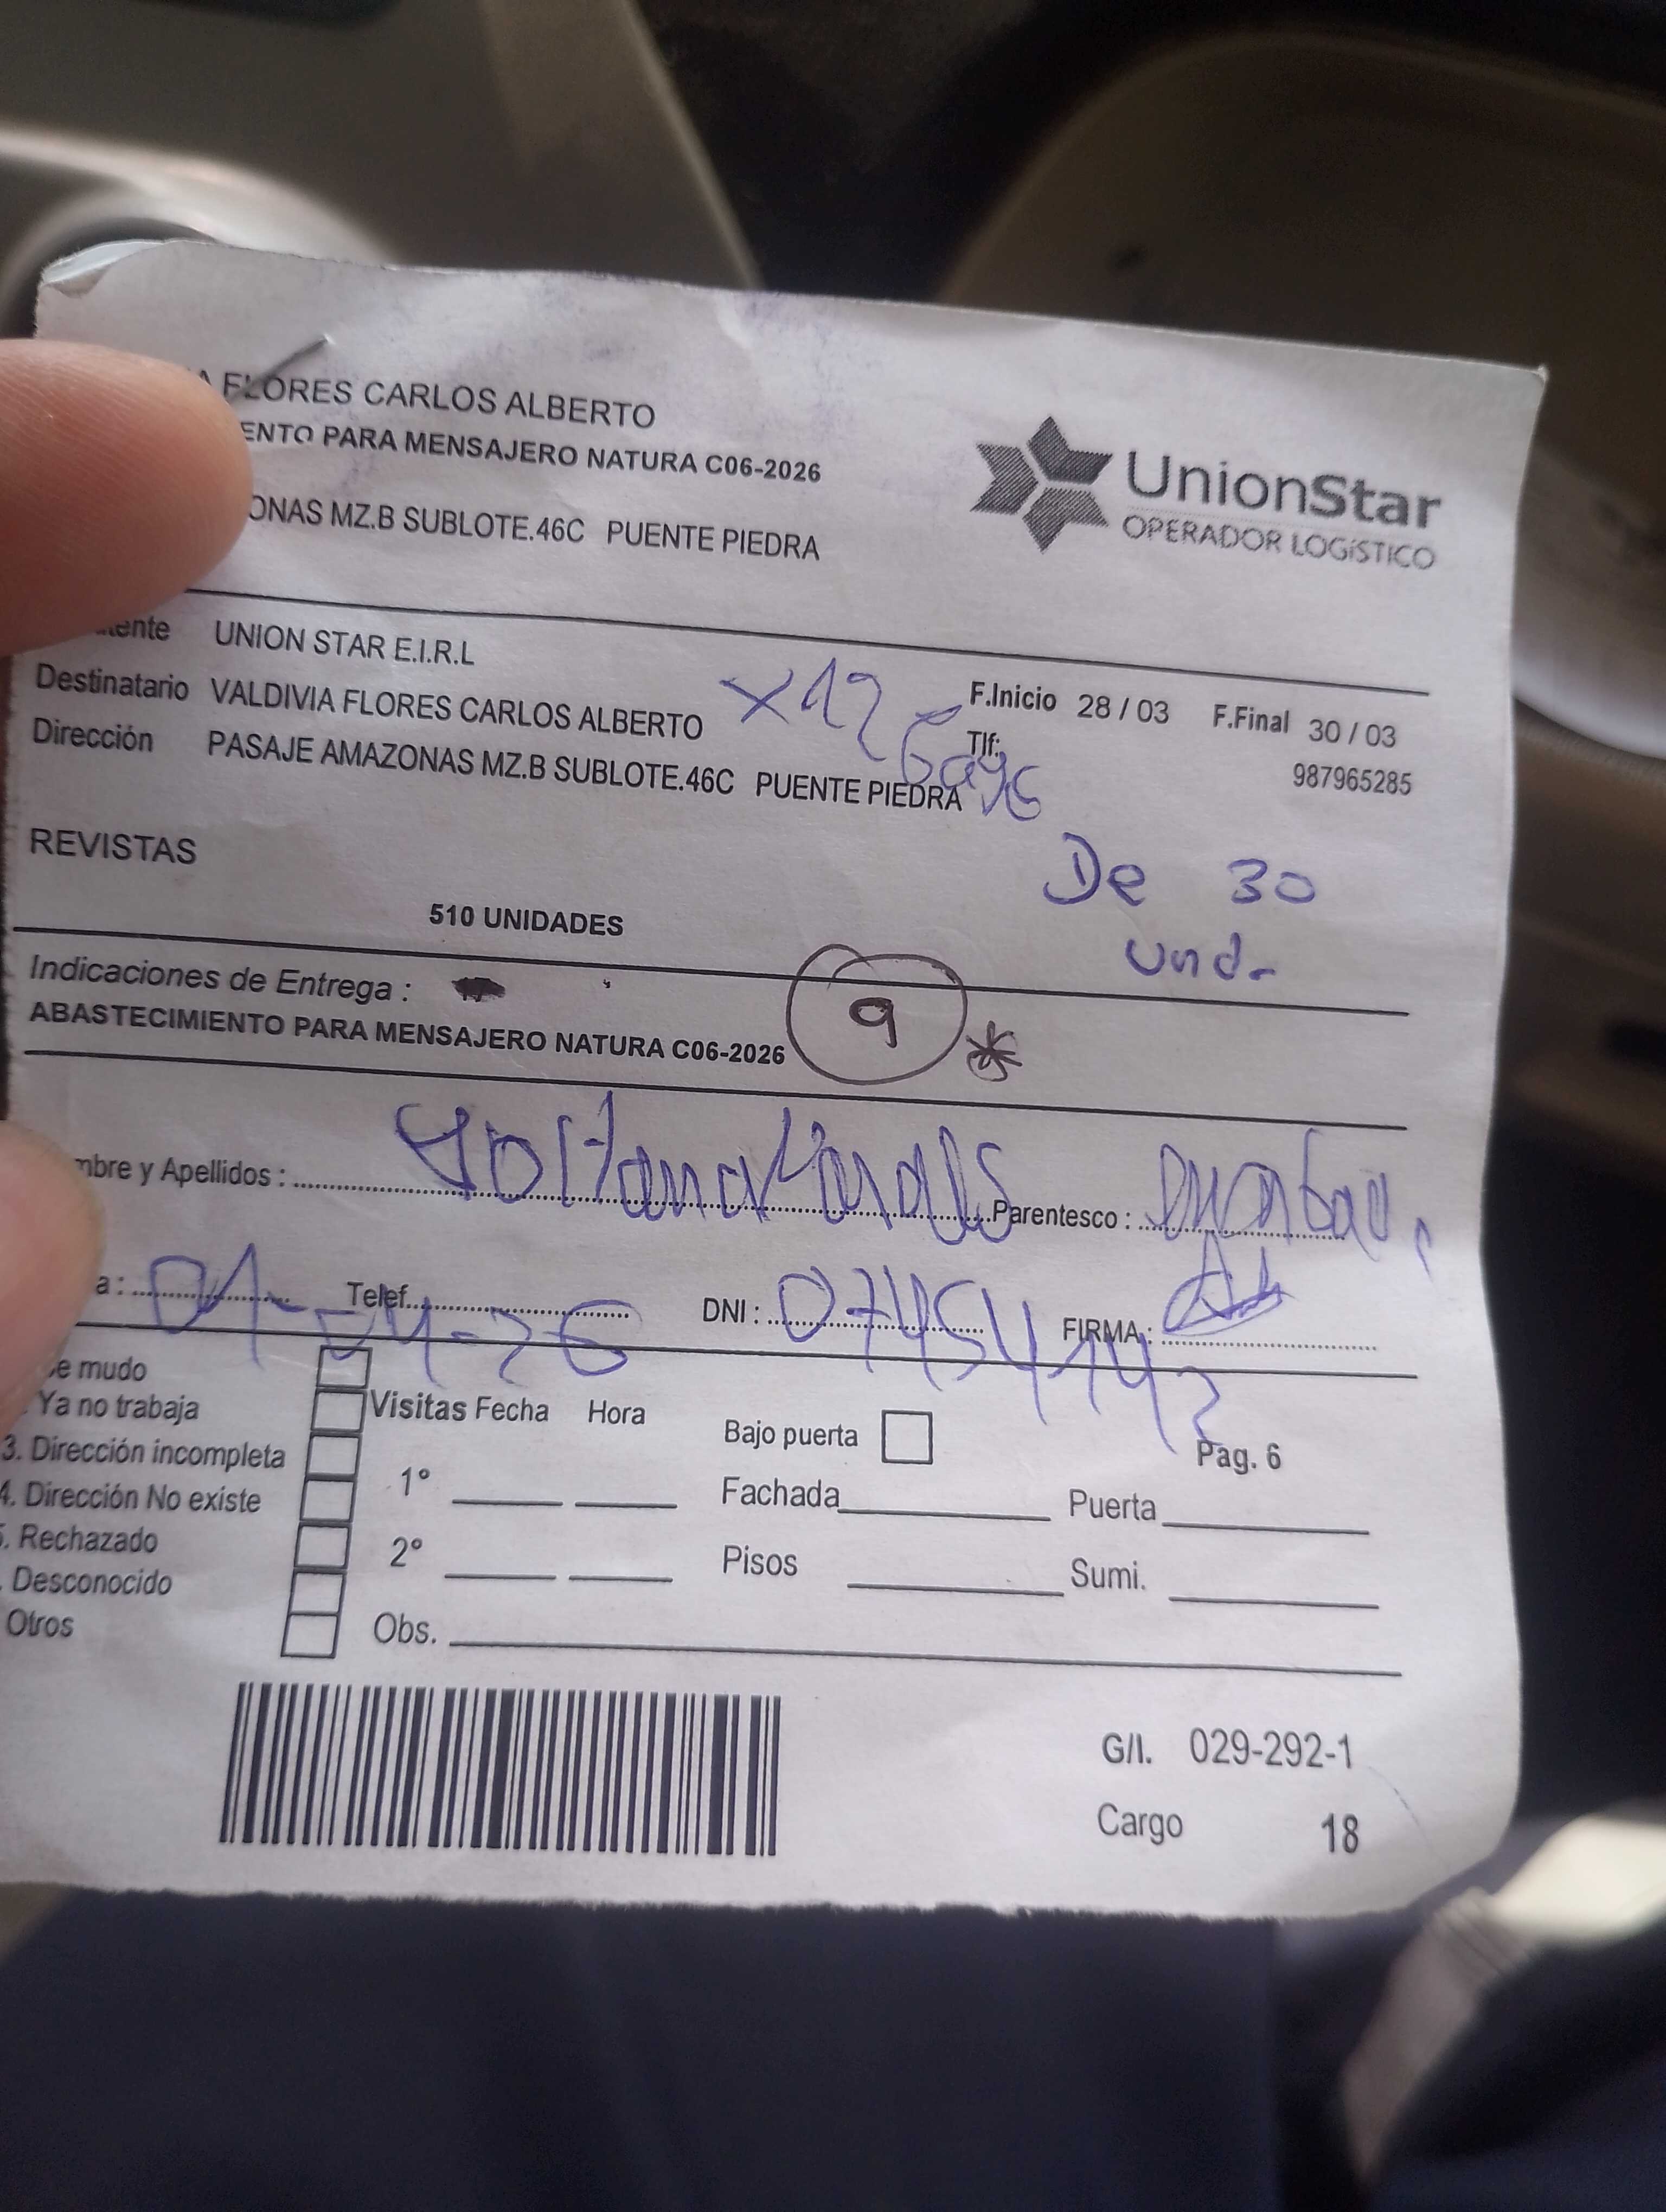 FLORES CARLOS ALBERTO
ENTO PARA MENSAJERO NATURA C06-2026
ONAS MZ.B SUBLOTE.46C PUENTE PIEDRA
UnionStar
OPERADOR LOGíSTICO
UNION STAR E.I.R.L
Destinatario VALDIVIA FLORES CARLOS ALBERTO
x12
F.Inicio 28 / 03 F.Final 30 / 03
Dirección PASAJE AMAZONAS MZ.B SUBLOTE.46C PUENTE PIEDRA
Tlf: 987965285
REVISTAS
De 30
und.
510 UNIDADES
Indicaciones de Entrega :
ABASTECIMIENTO PARA MENSAJERO NATURA C06-2026
9 *
mbre y Apellidos :
Parentesco :
a : 01-04-26 Telef. DNI : FIRMA :
e mudo
Ya no trabaja
3. Dirección incompleta
4. Dirección No existe
. Rechazado
. Desconocido
Otros
Visitas Fecha Hora
1°
2°
Obs.
Bajo puerta
Pag. 6
Fachada Puerta
Pisos Sumi.
G/I. 029-292-1
Cargo 18